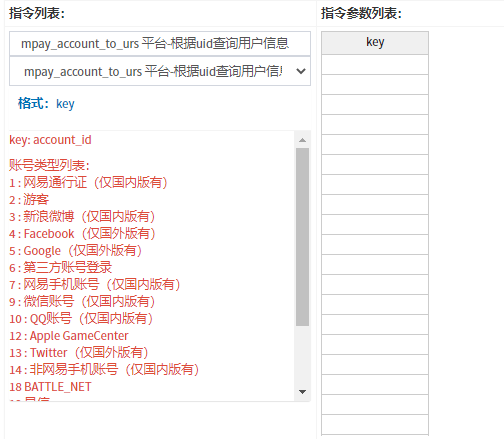 指令列表:
mpay_account_to_urs 平台-根据uid查询用户信息
mpay_account_to_urs 平台-根据uid查询用户信
格式: key
key: account_id
账号类型列表:
1 : 网易通行证（仅国内版有）
2 : 游客
3 : 新浪微博（仅国内版有）
4 : Facebook（仅国外版有）
5 : Google（仅国外版有）
6 : 第三方账号登录
7 : 网易手机账号（仅国内版有）
9 : 微信账号（仅国内版有）
10 : QQ账号（仅国内版有）
12 : Apple GameCenter
13 : Twitter（仅国外版有）
14 : 非网易手机账号（仅国内版有）
18 BATTLE_NET
指令参数列表:
key